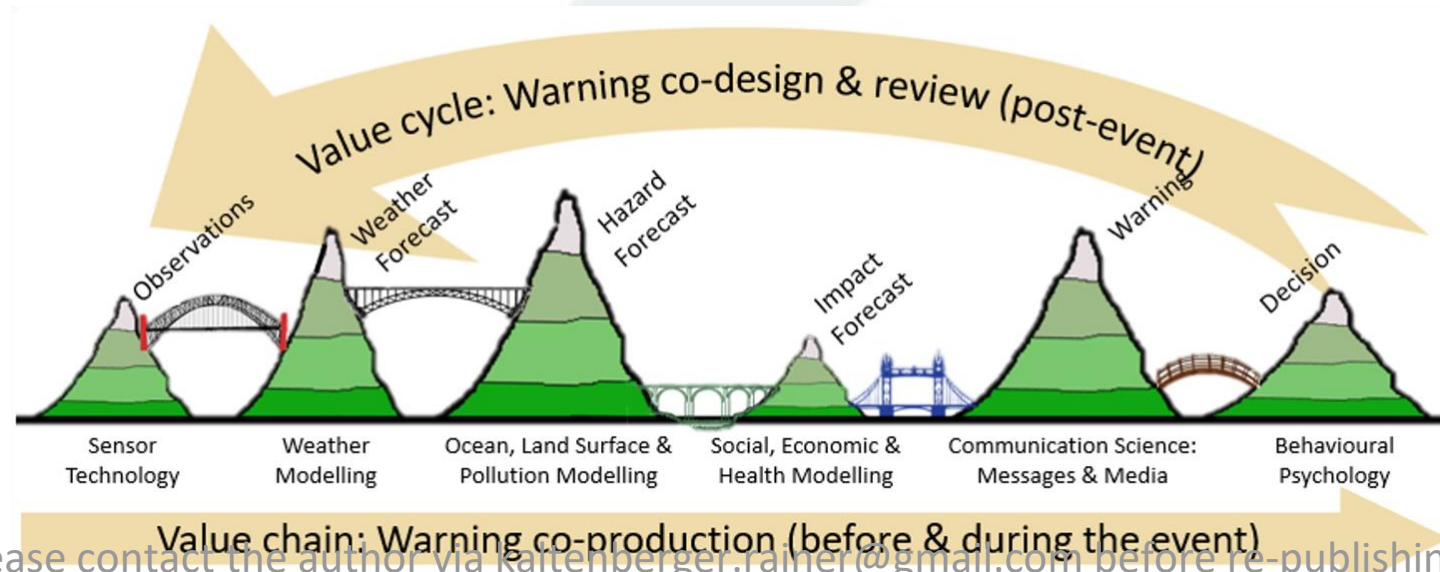 Value cycle: Warning co-design & review (post-event)
Observations
Weather
Forecast
Hazard
Forecast
Impact
Forecast
Warning
Decision
Sensor
Technology
Weather
Modelling
Ocean, Land Surface &
Pollution Modelling
Social, Economic &
Health Modelling
Communication Science:
Messages & Media
Behavioural
Psychology
Value chain: Warning co-production (before & during the event)
ease contact the author via kaltenberger.rainer@gmail.com before re-publishin